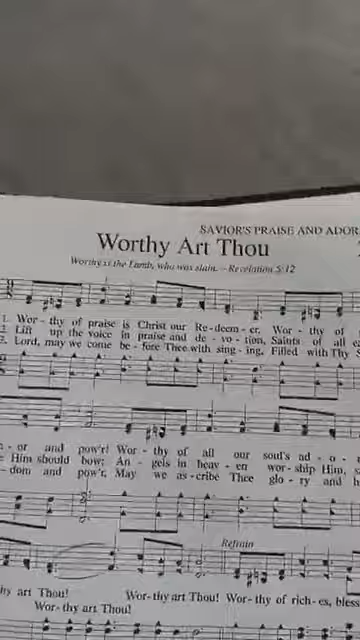 SAVIOR'S PRAISE AND ADOR
Worthy Art Thou
Worthy is the Lamb, who was slain. –Revelation 5:12
1. Wor - thy of praise is Christ our Re-deem - er, Wor - thy of
2. Lift up the voice in praise and de - vo - tion, Saints of all
3. Lord, may we come be - fore Thee with sing - ing, Filled with Thy
- or and pow'r! Wor - thy of all our soul's ad - o -
Him should bow; An - gels in heav - en wor - ship Him,
- dom and pow'r, May we as-cribe Thee glo - ry and h
Refrain
hy art Thou! Wor - thy art Thou! Wor - thy of rich - es, bless
Wor - thy art Thou!